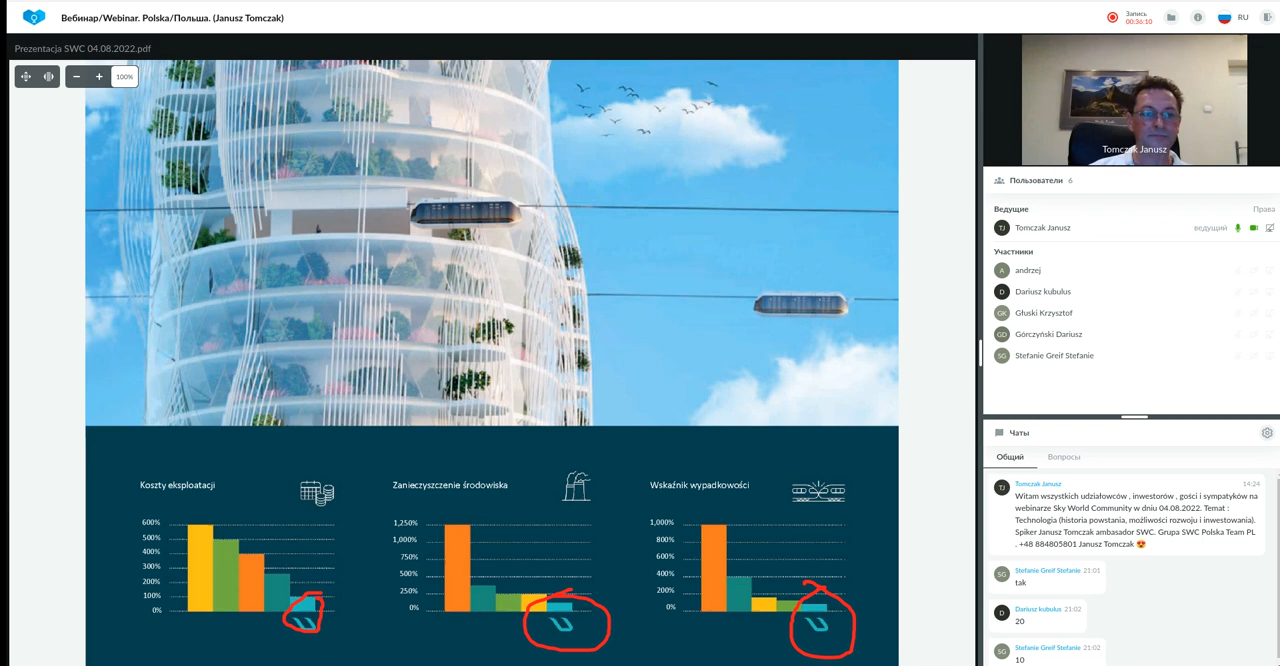 Вебинар/Webinar. Polska/Польша. (Janusz Tomczak)
Запись
00:36:10
RU
Prezentacja SWC 04.08.2022.pdf
100%
Tomczak Janusz
Пользователи 6
Ведущие
Права
TJ Tomczak Janusz ведущий
Участники
A andrzej
D Dariusz kubulus
GK Głuski Krzysztof
GD Górczyński Dariusz
SG Stefanie Greif Stefanie
Koszty eksploatacji
600%
500%
400%
300%
200%
100%
0%
Zanieczyszczenie środowiska
1,250%
1,000%
750%
500%
250%
0%
Wskaźnik wypadkowości
1,000%
800%
600%
400%
200%
0%
Чаты
Общий Вопросы
TJ Tomczak Janusz 14:24
Witam wszystkich udziałowców , inwestorów , gości i sympatyków na
webinarze Sky World Community w dniu 04.08.2022. Temat :
Technologia (historia powstania, możliwości rozwoju i inwestowania).
Spiker Janusz Tomczak ambasador SWC. Grupa SWC Polska Team PL
. +48 884805801 Janusz Tomczak 😍
SG Stefanie Greif Stefanie 21:01
tak
D Dariusz kubulus 21:02
20
SG Stefanie Greif Stefanie 21:02
10